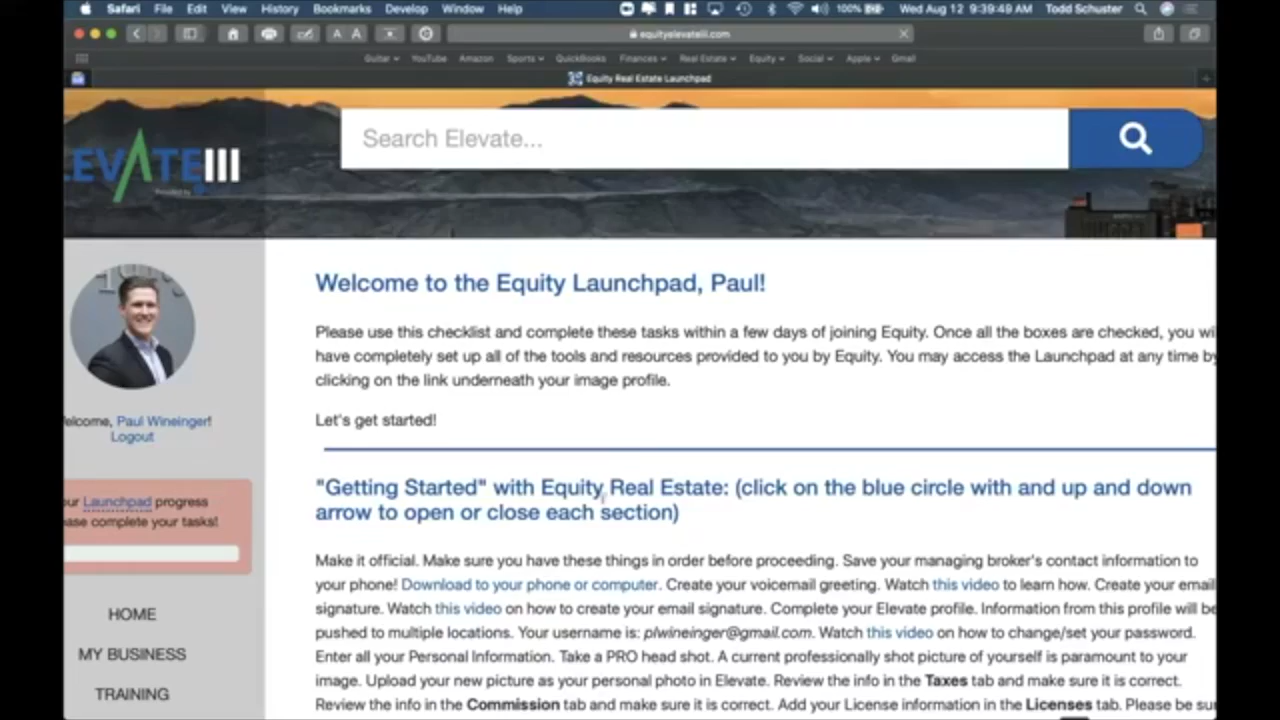 Safari File Edit View History Bookmarks Develop Window Help 100% Wed Aug 12 9:39:49 AM Todd Schuster
A A equityelevateiii.com
Guitar YouTube Amazon Sports QuickBooks Finances Real Estate Equity Social Apple Gmail
Equity Real Estate Launchpad
Search Elevate...
EVATEIII
Provided by
Welcome to the Equity Launchpad, Paul!
Please use this checklist and complete these tasks within a few days of joining Equity. Once all the boxes are checked, you wil
have completely set up all of the tools and resources provided to you by Equity. You may access the Launchpad at any time by
clicking on the link underneath your image profile.
Let's get started!
elcome, Paul Wineinger!
Logout
ur Launchpad progress
ase complete your tasks!
HOME
MY BUSINESS
TRAINING
"Getting Started" with Equity Real Estate: (click on the blue circle with and up and down
arrow to open or close each section)
Make it official. Make sure you have these things in order before proceeding. Save your managing broker's contact information to
your phone! Download to your phone or computer. Create your voicemail greeting. Watch this video to learn how. Create your email
signature. Watch this video on how to create your email signature. Complete your Elevate profile. Information from this profile will be
pushed to multiple locations. Your username is: plwineinger@gmail.com. Watch this video on how to change/set your password.
Enter all your Personal Information. Take a PRO head shot. A current professionally shot picture of yourself is paramount to your
image. Upload your new picture as your personal photo in Elevate. Review the info in the Taxes tab and make sure it is correct.
Review the info in the Commission tab and make sure it is correct. Add your License information in the Licenses tab. Please be sur